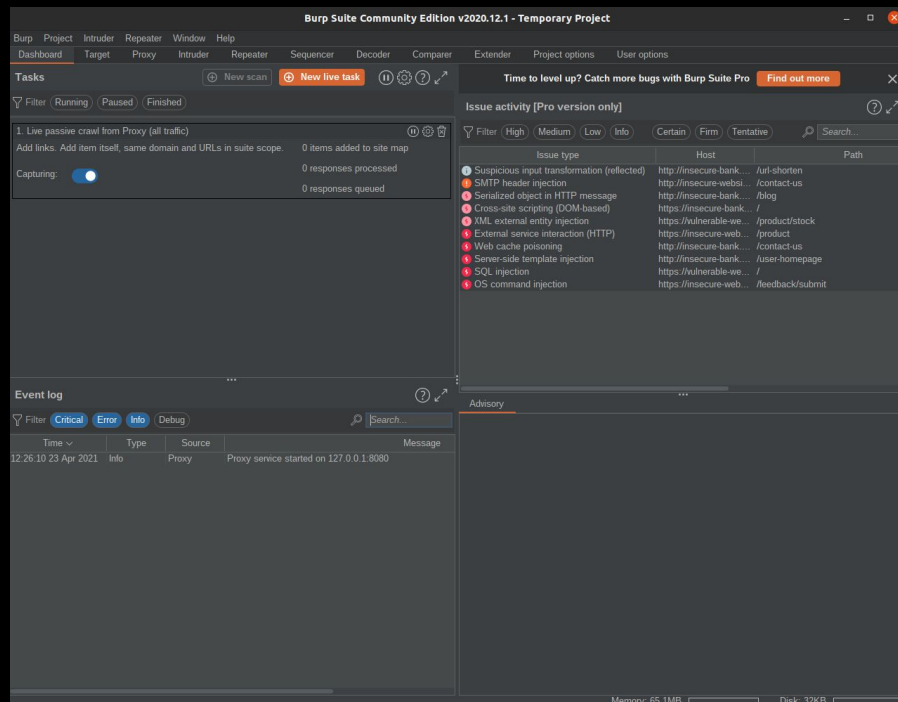 Burp Suite Community Edition v2020.12.1 - Temporary Project
Burp Project Intruder Repeater Window Help
Dashboard Target Proxy Intruder Repeater Sequencer Decoder Comparer Extender Project options User options
Tasks
New scan New live task
Filter Running Paused Finished
1. Live passive crawl from Proxy (all traffic)
Add links. Add item itself, same domain and URLs in suite scope. 0 items added to site map
Capturing: 0 responses processed
0 responses queued
Event log
Filter Critical Error Info Debug Search...
Time Type Source Message
12:26:10 23 Apr 2021 Info Proxy Proxy service started on 127.0.0.1:8080
Time to level up? Catch more bugs with Burp Suite Pro Find out more
Issue activity [Pro version only]
Filter High Medium Low Info Certain Firm Tentative Search...
Issue type Host Path
Suspicious input transformation (reflected) http://insecure-bank.... /url-shorten
SMTP header injection http://insecure-websi... /contact-us
Serialized object in HTTP message http://insecure-bank.... /blog
Cross-site scripting (DOM-based) https://insecure-bank... /
XML external entity injection https://vulnerable-we... /product/stock
External service interaction (HTTP) https://insecure-web... /product
Web cache poisoning http://insecure-bank.... /contact-us
Server-side template injection http://insecure-bank.... /user-homepage
SQL injection https://vulnerable-we... /
OS command injection https://insecure-web... /feedback/submit
Advisory
Memory: 65.1MB Disk: 32KB